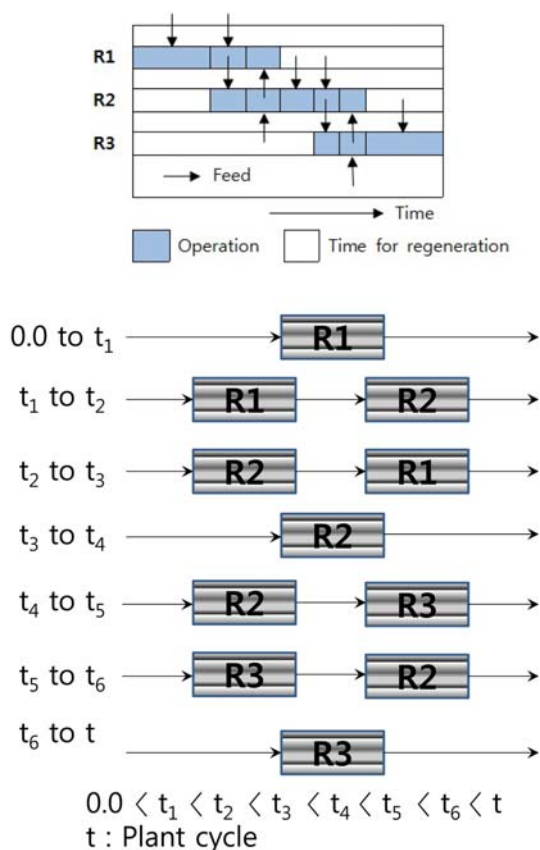 R1
R2
R3
Feed
Time
Operation
Time for regeneration
0.0 to t₁
R1
t₁ to t₂
R1
R2
t₂ to t₃
R2
R1
t₃ to t₄
R2
t₄ to t₅
R2
R3
t₅ to t₆
R3
R2
t₆ to t
R3
0.0 < t₁ < t₂ < t₃ < t₄ < t₅ < t₆ < t
t : Plant cycle